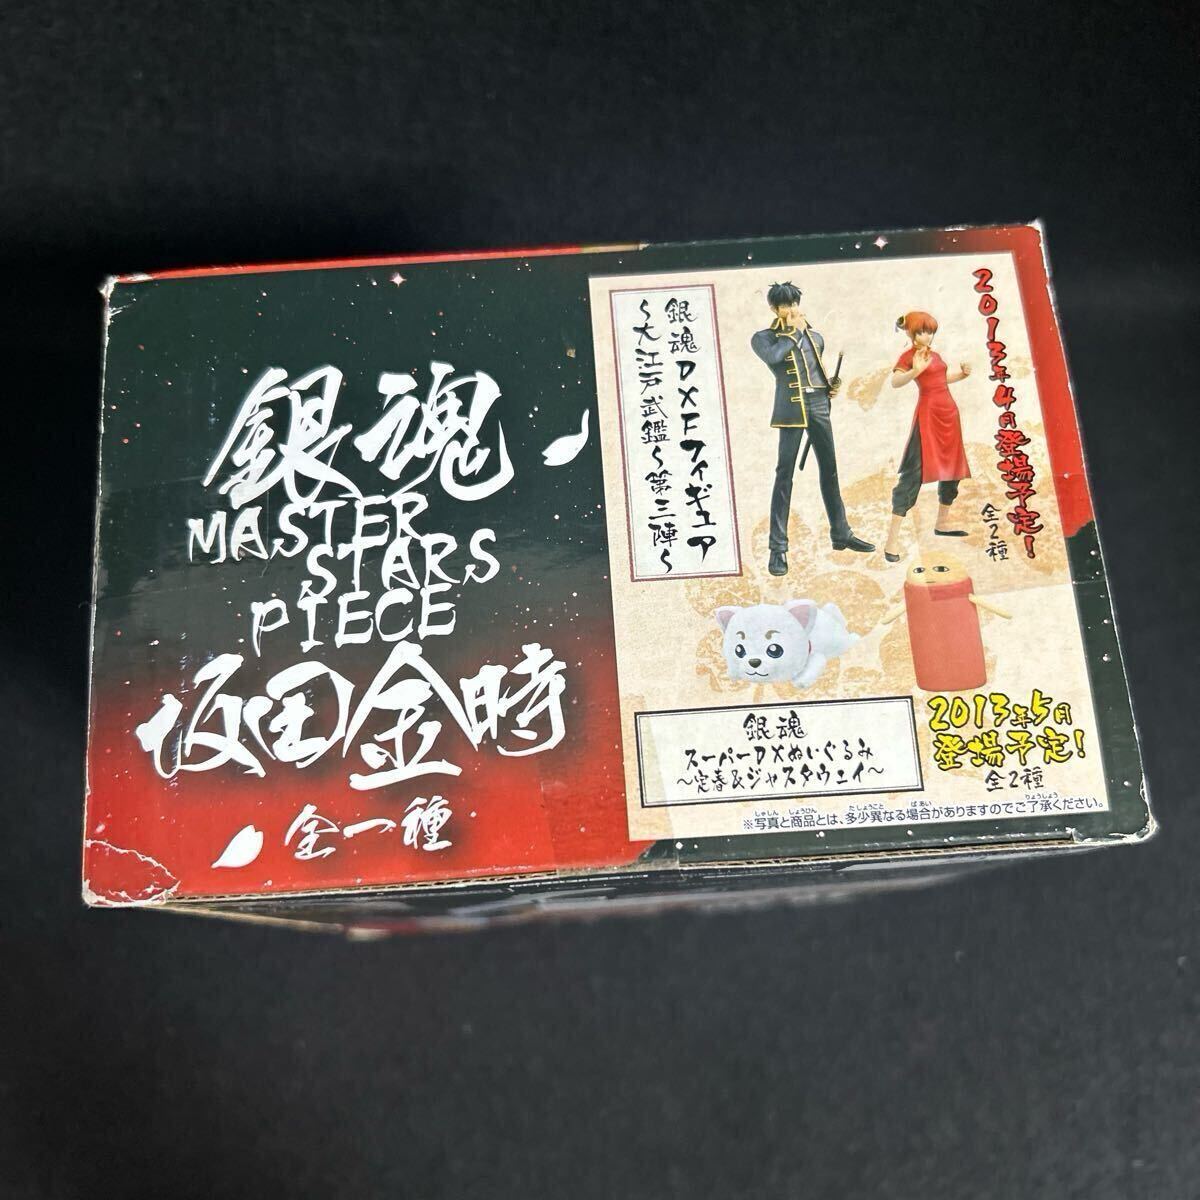 銀魂
MASTER
STARS
PIECE
坂田金時
全一種
銀魂DXFフィギュア
～大江戸武鑑～第三陣～
2013年4月登場予定!
全2種
銀魂
スーパーDXぬいぐるみ
～定春&ジャスタウェイ～
2013年5月
登場予定!
全2種
※写真と商品とは、多少異なる場合がありますのでご了承ください。